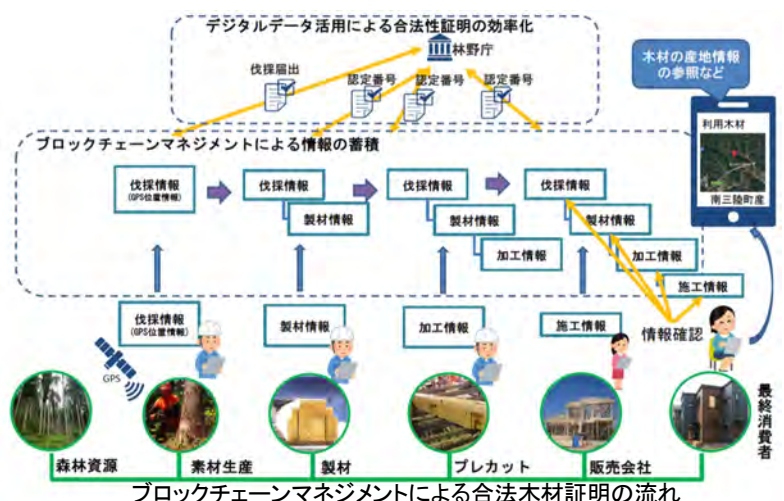 デジタルデータ活用による合法性証明の効率化
林野庁
伐採届出
認定番号
認定番号
認定番号
木材の産地情報
の参照など
利用木材
南三陸町産
ブロックチェーンマネジメントによる情報の蓄積
伐採情報
(GPS位置情報)
伐採情報
製材情報
伐採情報
製材情報
加工情報
伐採情報
製材情報
加工情報
施工情報
伐採情報
(GPS位置情報)
製材情報
加工情報
施工情報
情報確認
GPS
森林資源
素材生産
製材
プレカット
販売会社
最終消費者
ブロックチェーンマネジメントによる合法木材証明の流れ